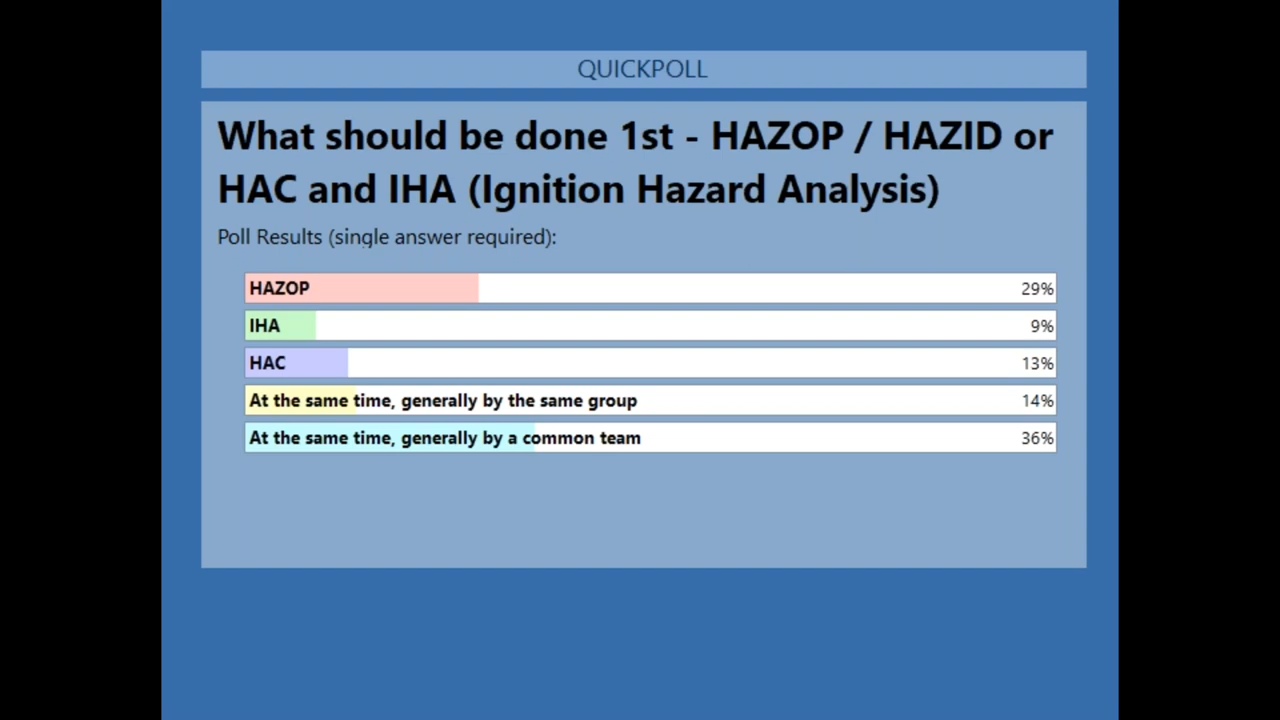 QUICKPOLL
What should be done 1st - HAZOP / HAZID or
HAC and IHA (Ignition Hazard Analysis)
Poll Results (single answer required):
HAZOP 29%
IHA 9%
HAC 13%
At the same time, generally by the same group 14%
At the same time, generally by a common team 36%